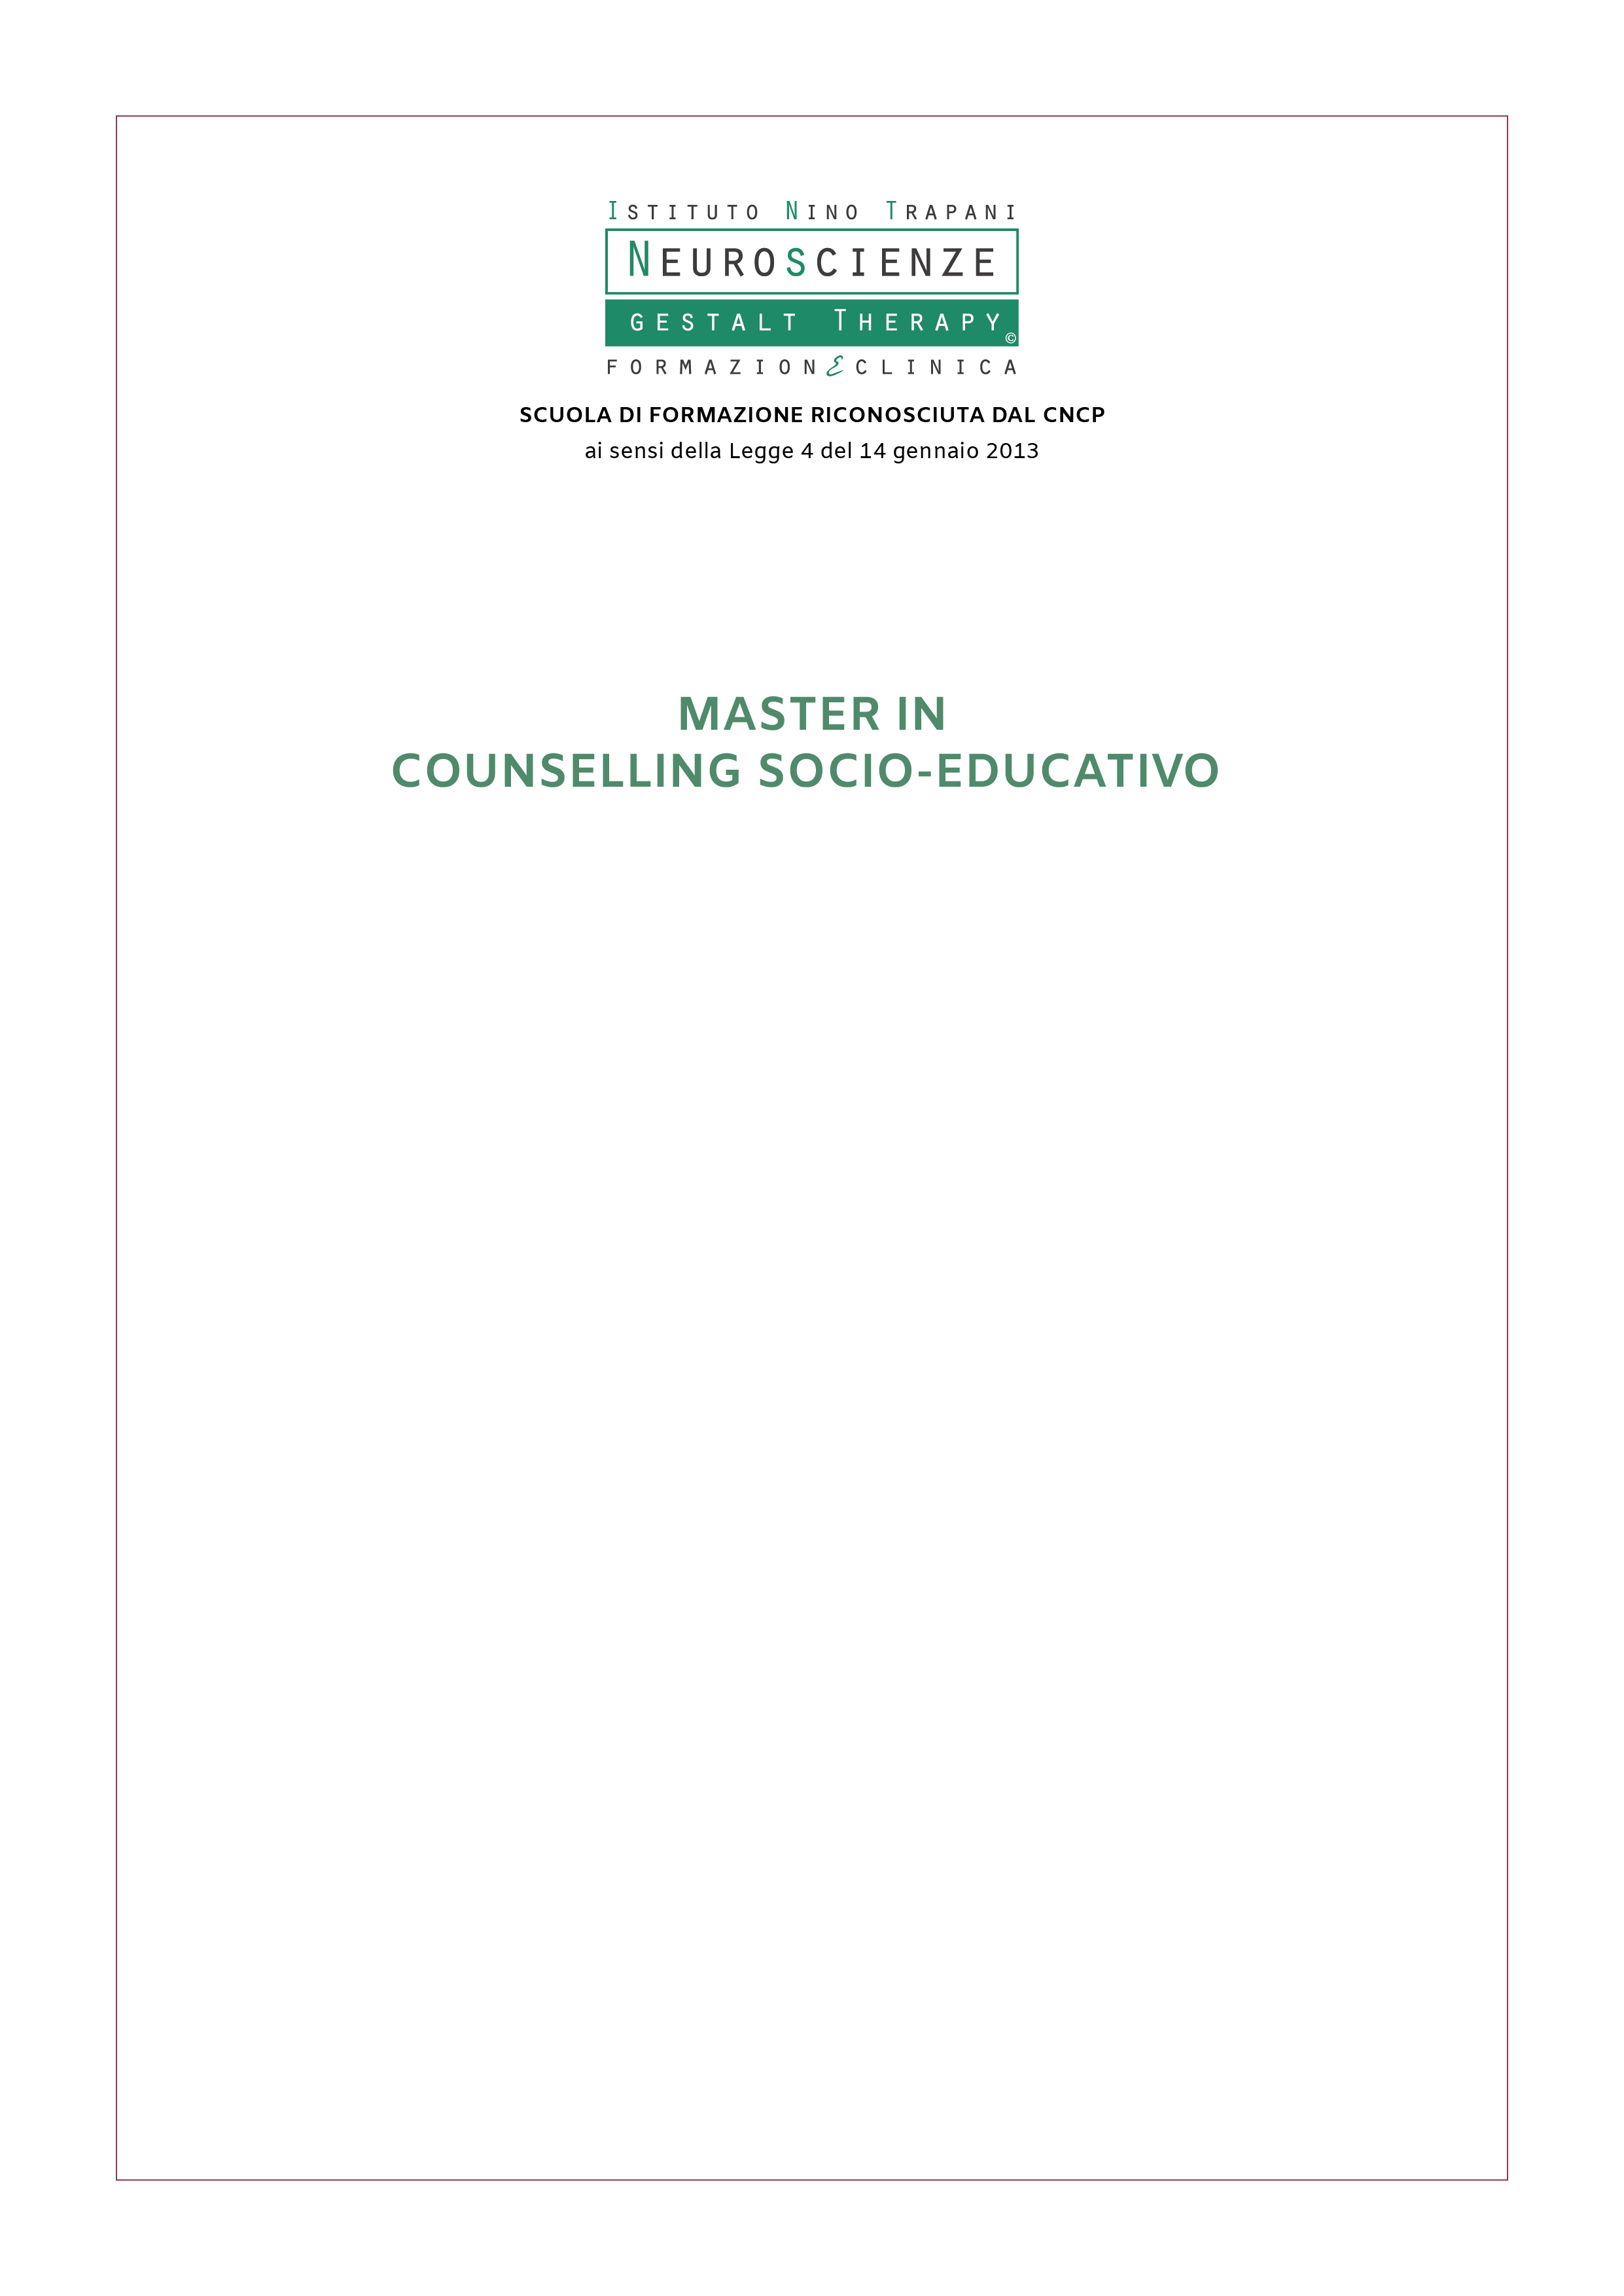 ISTITUTO NINO TRAPANI
NEUROSCIENZE
GESTALT THERAPY©
FORMAZIONECLINICA
SCUOLA DI FORMAZIONE RICONOSCIUTA DAL CNCP
ai sensi della Legge 4 del 14 gennaio 2013
MASTER IN
COUNSELLING SOCIO-EDUCATIVO